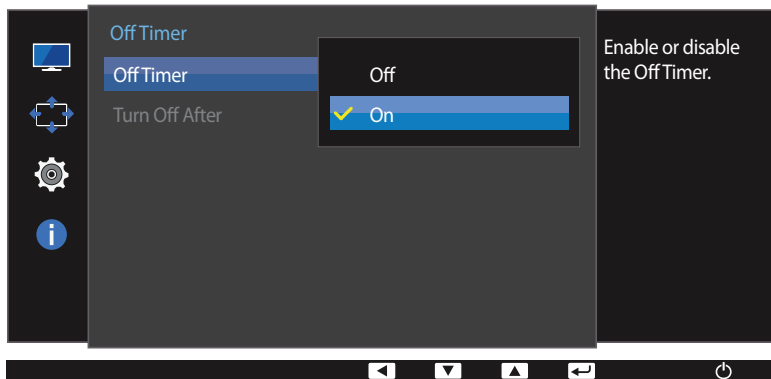 Off Timer
Off Timer
Off
Enable or disable
the Off Timer.
Turn Off After
On
i